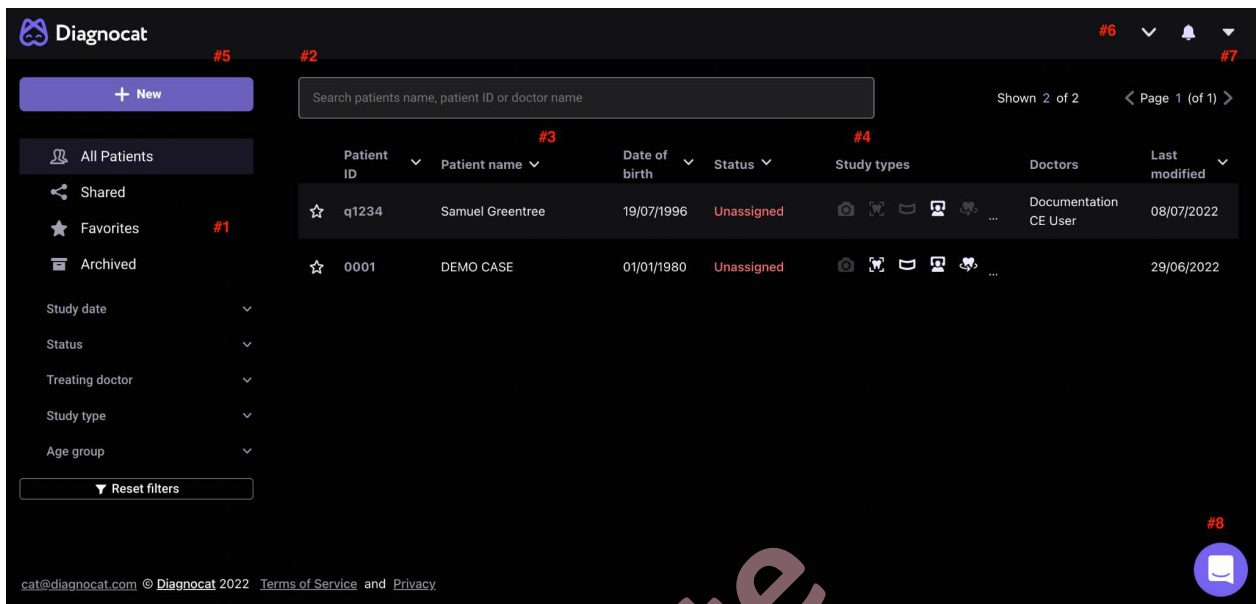 Diagnocat
#6
#5
#2
#7
New
Search patients name, patient ID or doctor name
Shown 2 of 2
Page 1 (of 1)
#3
#4
All Patients
Shared
Favorites
#1
Archived
Study date
Status
Treating doctor
Study type
Age group
Reset filters
Patient ID
Patient name
Date of birth
Status
Study types
Doctors
Last modified
q1234 Samuel Greentree 19/07/1996 Unassigned ... Documentation CE User 08/07/2022
0001 DEMO CASE 01/01/1980 Unassigned ... 29/06/2022
#8
cat@diagnocat.com © Diagnocat 2022 Terms of Service and Privacy